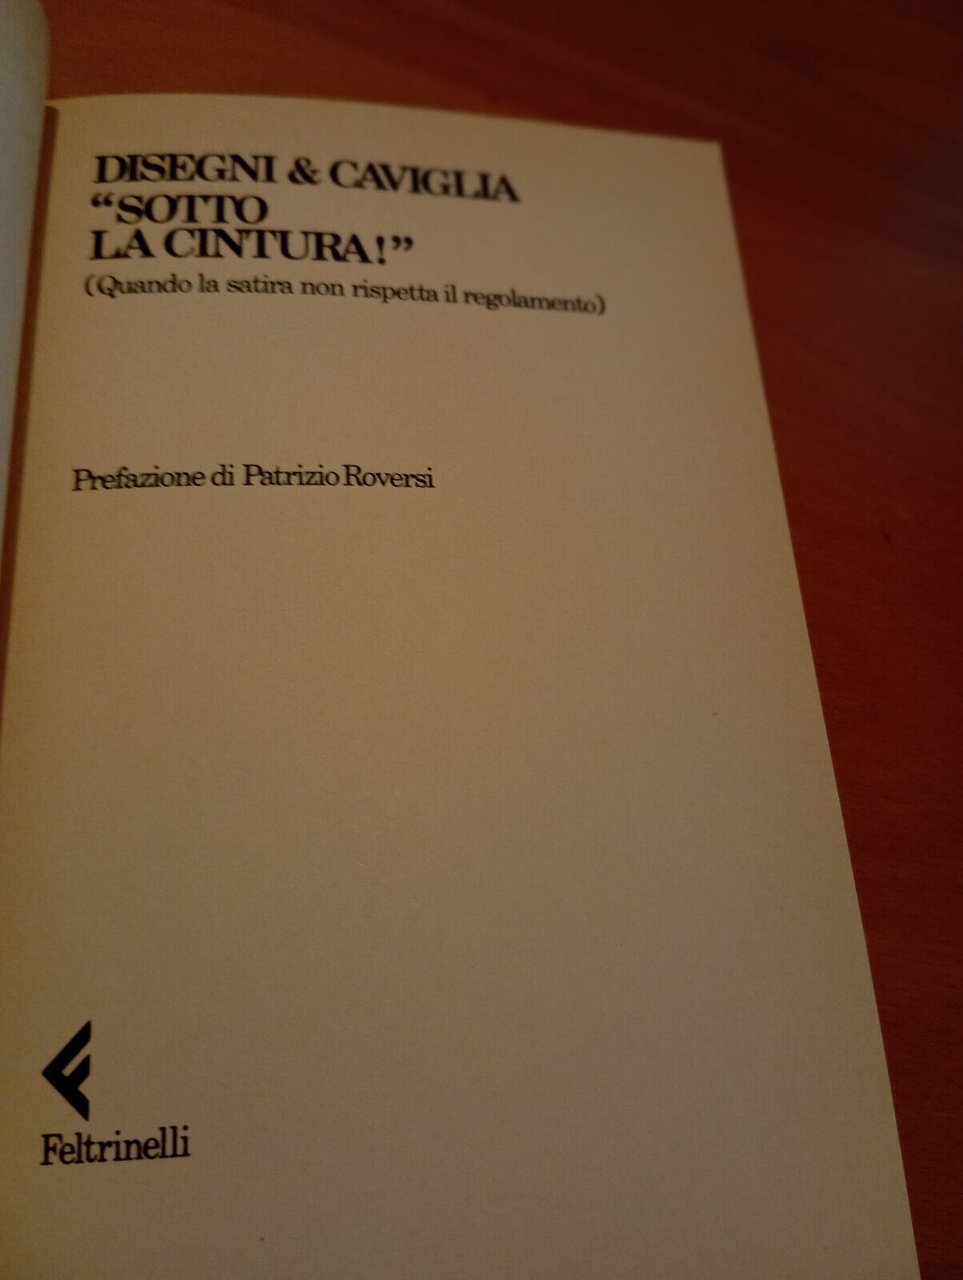 DISEGNI & CAVIGLIA
“SOTTO
LA CINTURA!”
(Quando la satira non rispetta il regolamento)
Prefazione di Patrizio Roversi
Feltrinelli